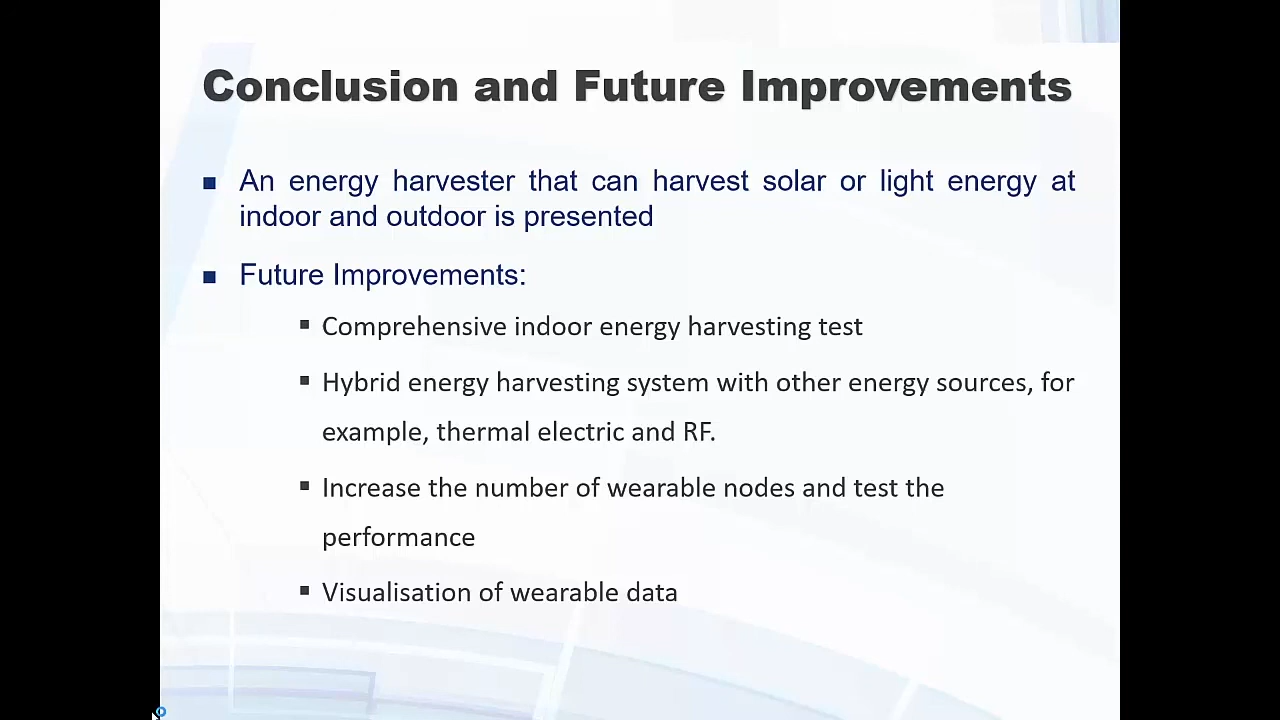 Conclusion and Future Improvements
An energy harvester that can harvest solar or light energy at
indoor and outdoor is presented
Future Improvements:
Comprehensive indoor energy harvesting test
Hybrid energy harvesting system with other energy sources, for
example, thermal electric and RF.
Increase the number of wearable nodes and test the
performance
Visualisation of wearable data